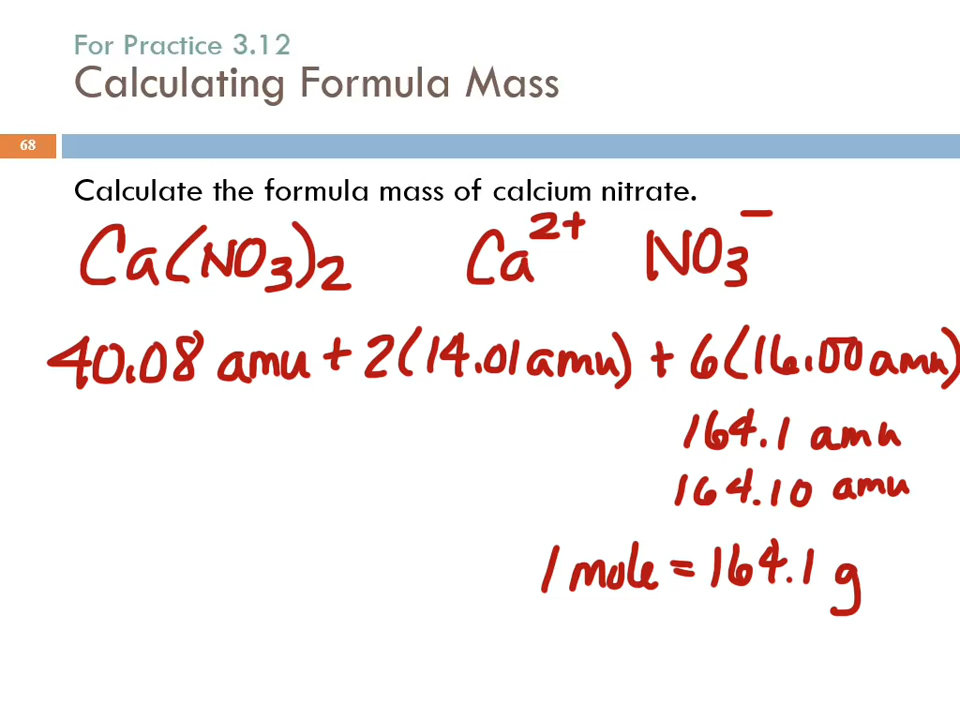 For Practice 3.12
Calculating Formula Mass
68
Calculate the formula mass of calcium nitrate.
Ca(NO₃)₂ Ca²⁺ NO₃⁻
40.08 amu + 2(14.01 amu) + 6(16.00 amu)
164.1 amu
164.10 amu
1 mole = 164.1 g